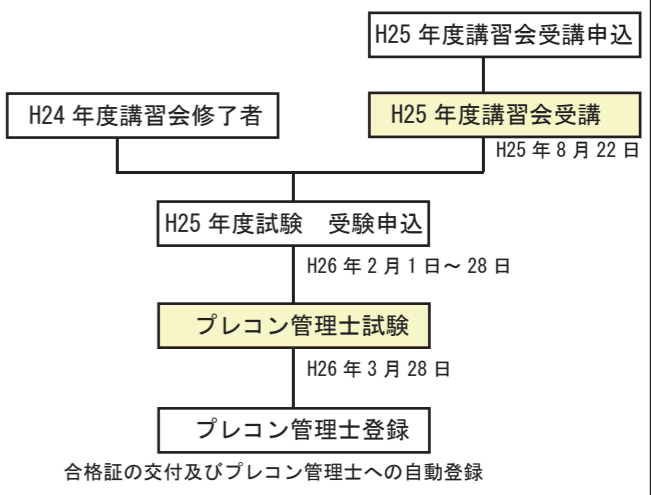 H25 年度講習会受講申込
H24 年度講習会修了者
H25 年度講習会受講
H25 年 8 月 22 日
H25 年度試験　受験申込
H26 年 2 月 1 日～ 28 日
プレコン管理士試験
H26 年 3 月 28 日
プレコン管理士登録
合格証の交付及びプレコン管理士への自動登録